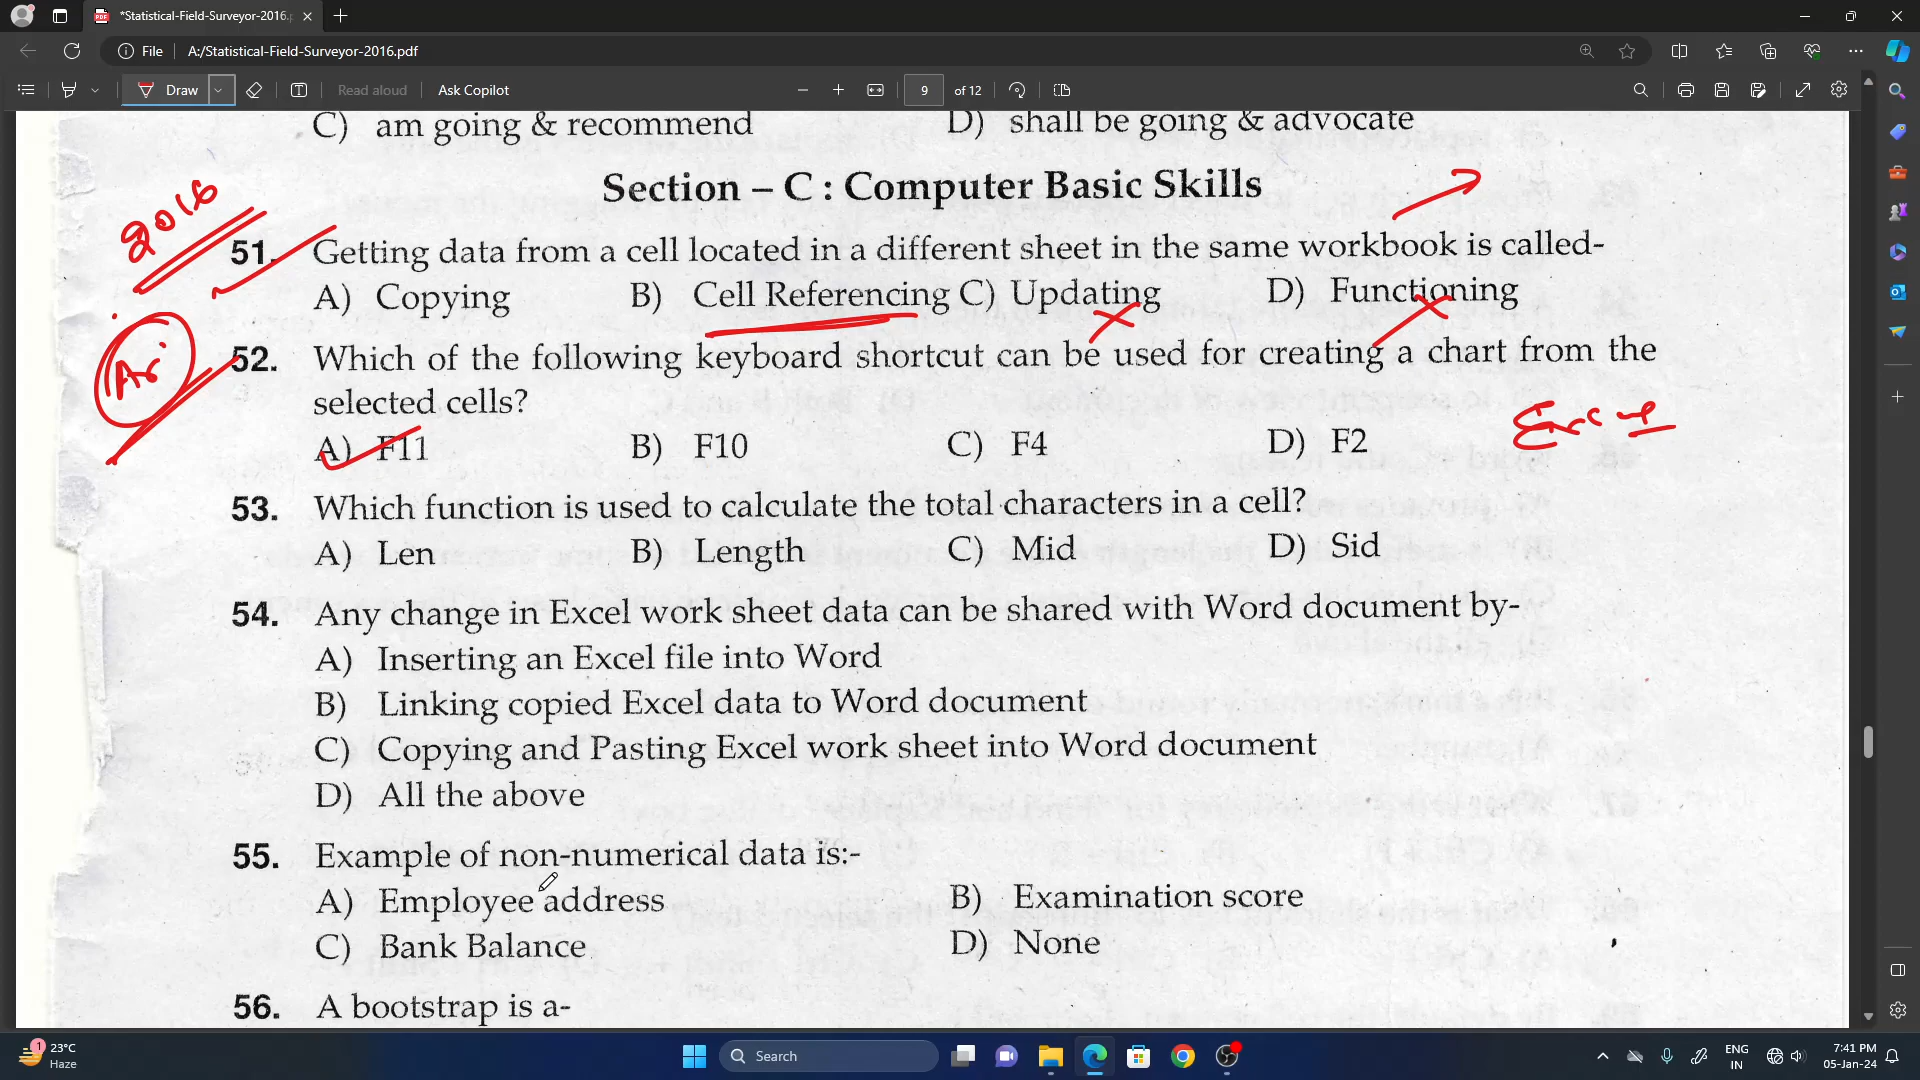 *Statistical-Field-Surveyor-2016.p
File A:/Statistical-Field-Surveyor-2016.pdf
Draw Read aloud Ask Copilot 9 of 12
C) am going & recommend D) shall be going & advocate
Section – C : Computer Basic Skills
2016
51. Getting data from a cell located in a different sheet in the same workbook is called-
A) Copying B) Cell Referencing C) Updating D) Functioning
52. Which of the following keyboard shortcut can be used for creating a chart from the
selected cells?
A) F11 B) F10 C) F4 D) F2
53. Which function is used to calculate the total characters in a cell?
A) Len B) Length C) Mid D) Sid
54. Any change in Excel work sheet data can be shared with Word document by-
A) Inserting an Excel file into Word
B) Linking copied Excel data to Word document
C) Copying and Pasting Excel work sheet into Word document
D) All the above
55. Example of non-numerical data is:-
A) Employee address B) Examination score
C) Bank Balance D) None
56. A bootstrap is a-
1 23°C
Haze
Search
ENG
IN
7:41 PM
05-Jan-24